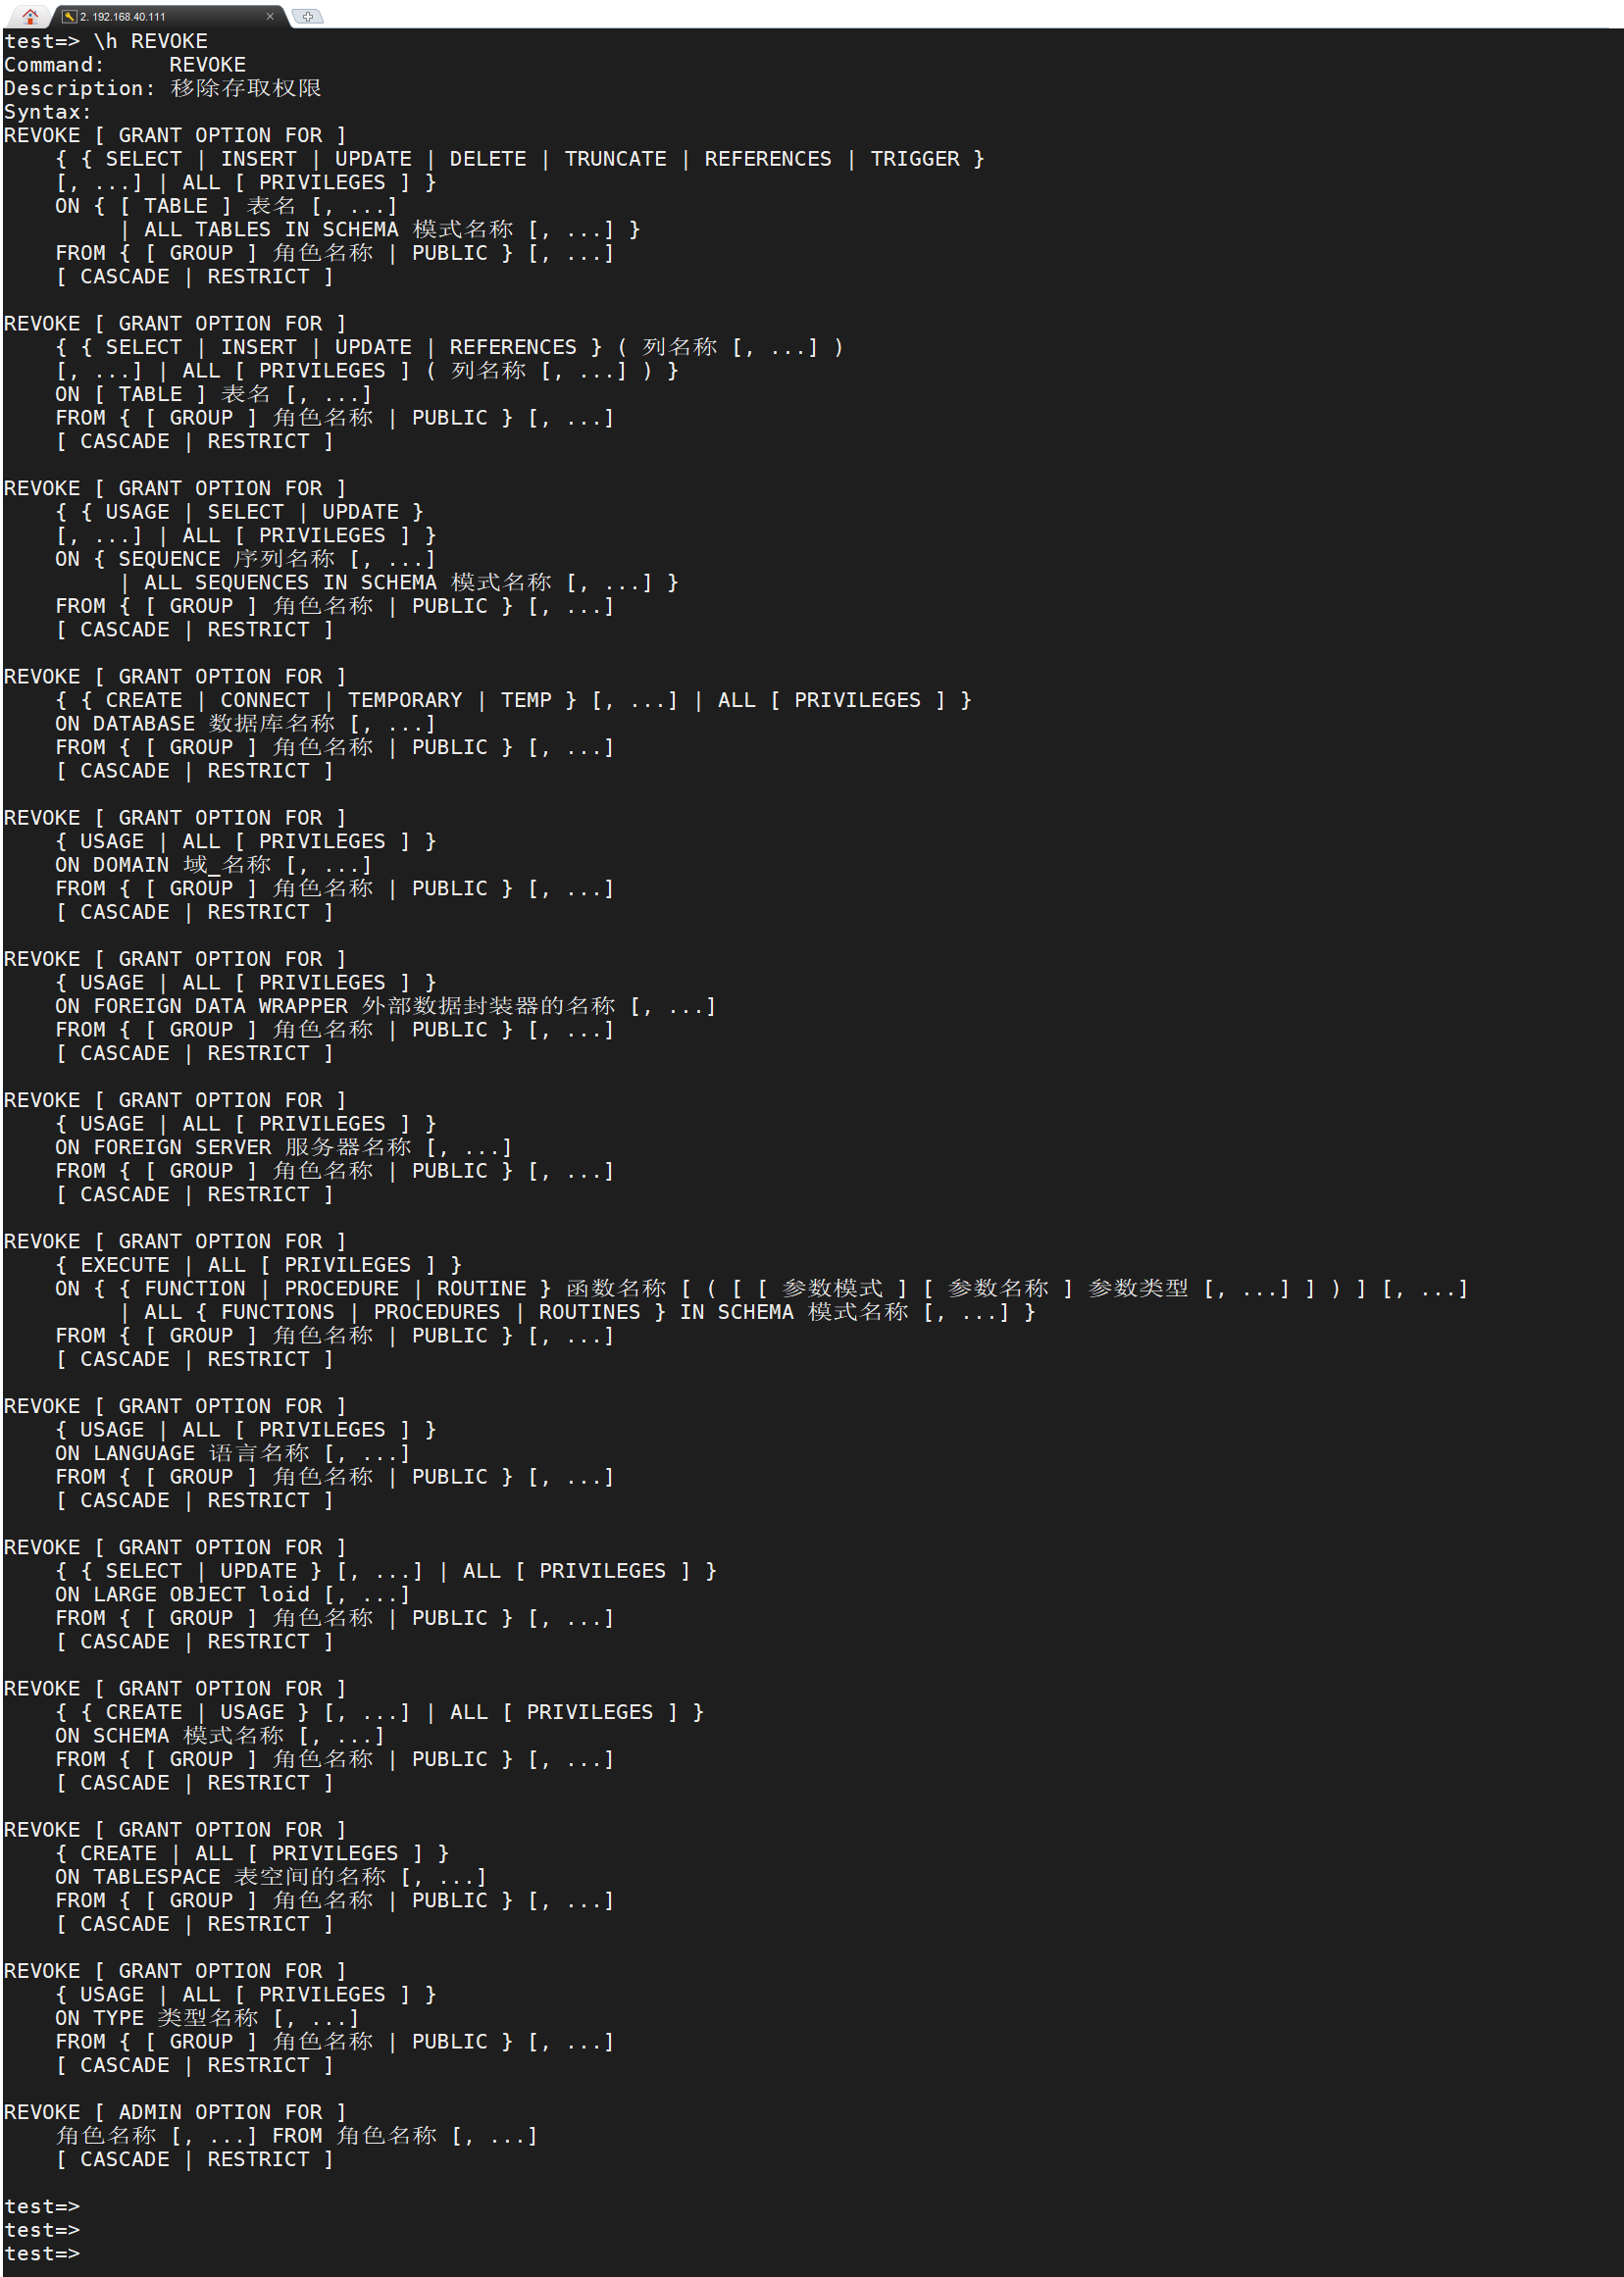 2. 192.168.40.111
test=> \h REVOKE
Command:     REVOKE
Description: 移除存取权限
Syntax:
REVOKE [ GRANT OPTION FOR ]
    { { SELECT | INSERT | UPDATE | DELETE | TRUNCATE | REFERENCES | TRIGGER }
    [, ...] | ALL [ PRIVILEGES ] }
    ON { [ TABLE ] 表名 [, ...]
         | ALL TABLES IN SCHEMA 模式名称 [, ...] }
    FROM { [ GROUP ] 角色名称 | PUBLIC } [, ...]
    [ CASCADE | RESTRICT ]

REVOKE [ GRANT OPTION FOR ]
    { { SELECT | INSERT | UPDATE | REFERENCES } ( 列名称 [, ...] )
    [, ...] | ALL [ PRIVILEGES ] ( 列名称 [, ...] ) }
    ON [ TABLE ] 表名 [, ...]
    FROM { [ GROUP ] 角色名称 | PUBLIC } [, ...]
    [ CASCADE | RESTRICT ]

REVOKE [ GRANT OPTION FOR ]
    { { USAGE | SELECT | UPDATE }
    [, ...] | ALL [ PRIVILEGES ] }
    ON { SEQUENCE 序列名称 [, ...]
         | ALL SEQUENCES IN SCHEMA 模式名称 [, ...] }
    FROM { [ GROUP ] 角色名称 | PUBLIC } [, ...]
    [ CASCADE | RESTRICT ]

REVOKE [ GRANT OPTION FOR ]
    { { CREATE | CONNECT | TEMPORARY | TEMP } [, ...] | ALL [ PRIVILEGES ] }
    ON DATABASE 数据库名称 [, ...]
    FROM { [ GROUP ] 角色名称 | PUBLIC } [, ...]
    [ CASCADE | RESTRICT ]

REVOKE [ GRANT OPTION FOR ]
    { USAGE | ALL [ PRIVILEGES ] }
    ON DOMAIN 域_名称 [, ...]
    FROM { [ GROUP ] 角色名称 | PUBLIC } [, ...]
    [ CASCADE | RESTRICT ]

REVOKE [ GRANT OPTION FOR ]
    { USAGE | ALL [ PRIVILEGES ] }
    ON FOREIGN DATA WRAPPER 外部数据封装器的名称 [, ...]
    FROM { [ GROUP ] 角色名称 | PUBLIC } [, ...]
    [ CASCADE | RESTRICT ]

REVOKE [ GRANT OPTION FOR ]
    { USAGE | ALL [ PRIVILEGES ] }
    ON FOREIGN SERVER 服务器名称 [, ...]
    FROM { [ GROUP ] 角色名称 | PUBLIC } [, ...]
    [ CASCADE | RESTRICT ]

REVOKE [ GRANT OPTION FOR ]
    { EXECUTE | ALL [ PRIVILEGES ] }
    ON { { FUNCTION | PROCEDURE | ROUTINE } 函数名称 [ ( [ [ 参数模式 ] [ 参数名称 ] 参数类型 [, ...] ] ) ] [, ...]
         | ALL { FUNCTIONS | PROCEDURES | ROUTINES } IN SCHEMA 模式名称 [, ...] }
    FROM { [ GROUP ] 角色名称 | PUBLIC } [, ...]
    [ CASCADE | RESTRICT ]

REVOKE [ GRANT OPTION FOR ]
    { USAGE | ALL [ PRIVILEGES ] }
    ON LANGUAGE 语言名称 [, ...]
    FROM { [ GROUP ] 角色名称 | PUBLIC } [, ...]
    [ CASCADE | RESTRICT ]

REVOKE [ GRANT OPTION FOR ]
    { { SELECT | UPDATE } [, ...] | ALL [ PRIVILEGES ] }
    ON LARGE OBJECT loid [, ...]
    FROM { [ GROUP ] 角色名称 | PUBLIC } [, ...]
    [ CASCADE | RESTRICT ]

REVOKE [ GRANT OPTION FOR ]
    { { CREATE | USAGE } [, ...] | ALL [ PRIVILEGES ] }
    ON SCHEMA 模式名称 [, ...]
    FROM { [ GROUP ] 角色名称 | PUBLIC } [, ...]
    [ CASCADE | RESTRICT ]

REVOKE [ GRANT OPTION FOR ]
    { CREATE | ALL [ PRIVILEGES ] }
    ON TABLESPACE 表空间的名称 [, ...]
    FROM { [ GROUP ] 角色名称 | PUBLIC } [, ...]
    [ CASCADE | RESTRICT ]

REVOKE [ GRANT OPTION FOR ]
    { USAGE | ALL [ PRIVILEGES ] }
    ON TYPE 类型名称 [, ...]
    FROM { [ GROUP ] 角色名称 | PUBLIC } [, ...]
    [ CASCADE | RESTRICT ]

REVOKE [ ADMIN OPTION FOR ]
    角色名称 [, ...] FROM 角色名称 [, ...]
    [ CASCADE | RESTRICT ]

test=>
test=>
test=>